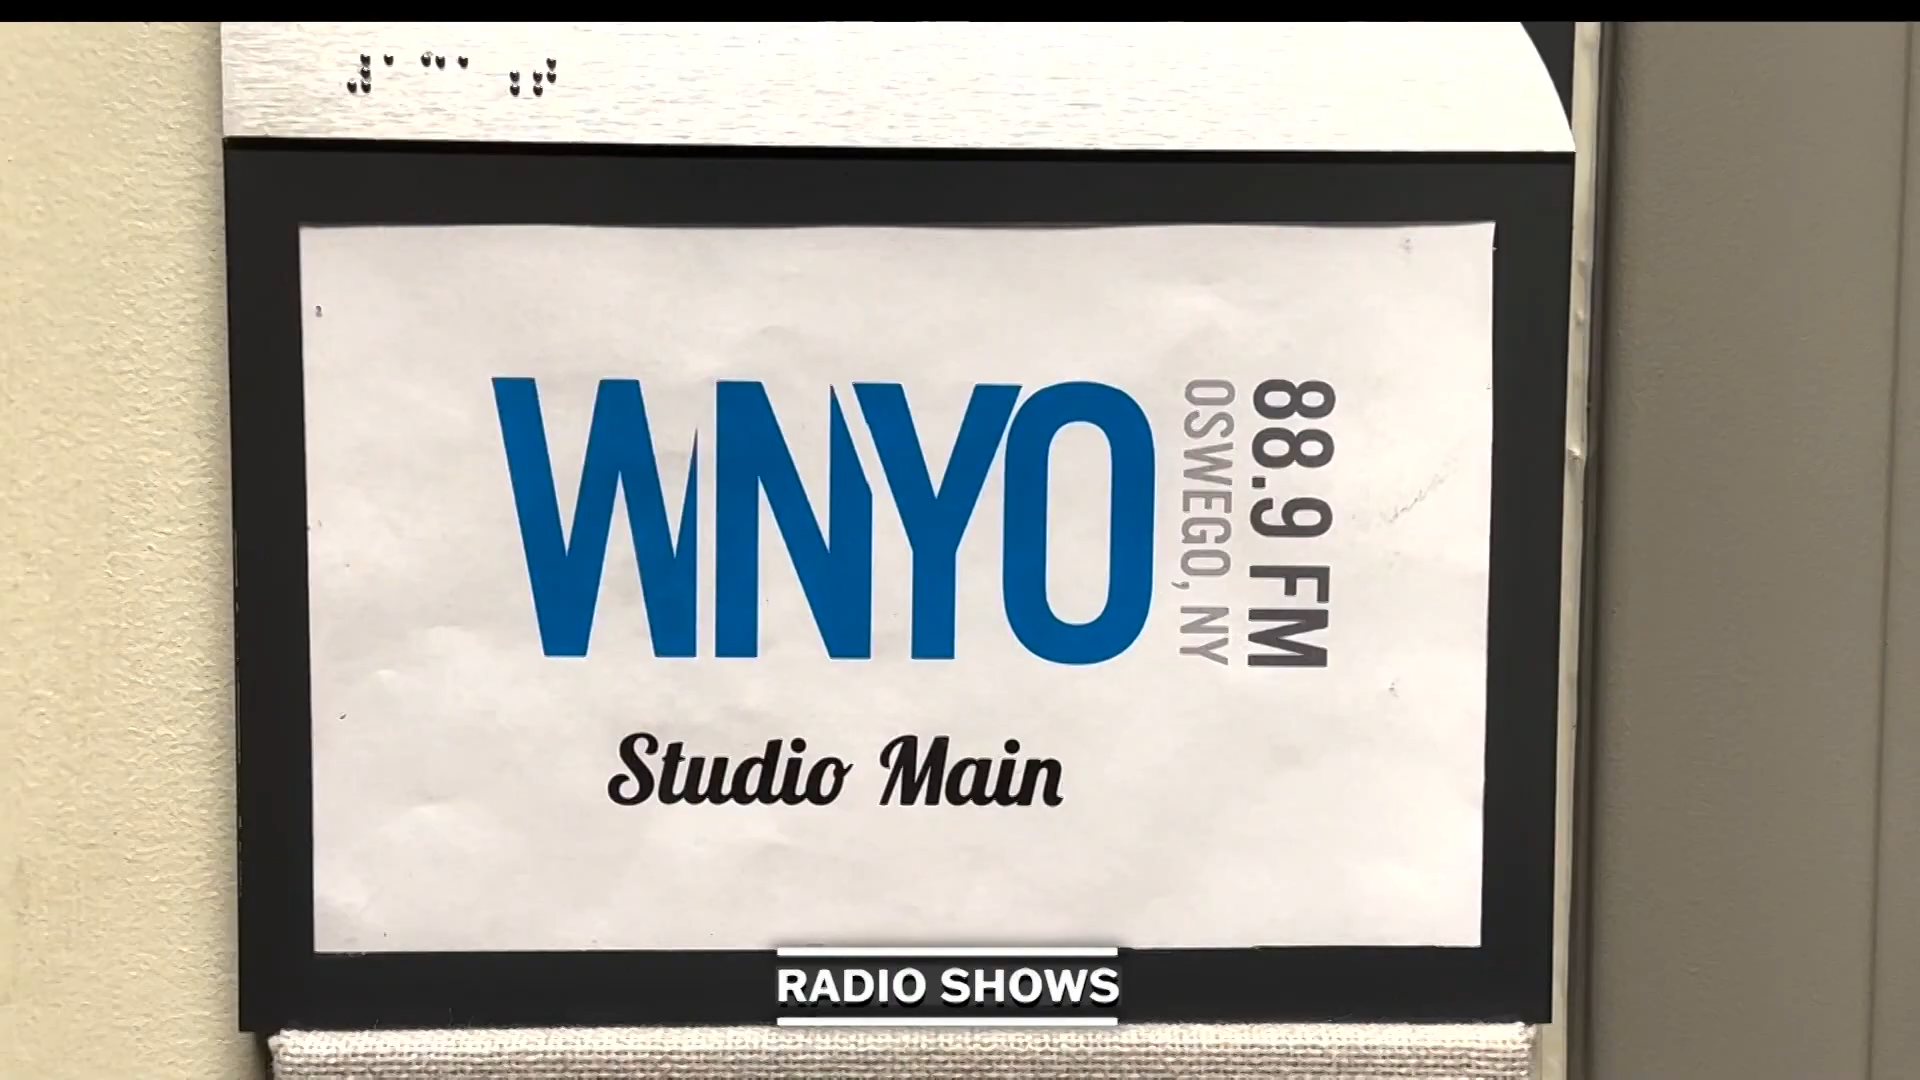 WNYO
OSWEGO, NY
88.9 FM
Studio Main
RADIO SHOWS